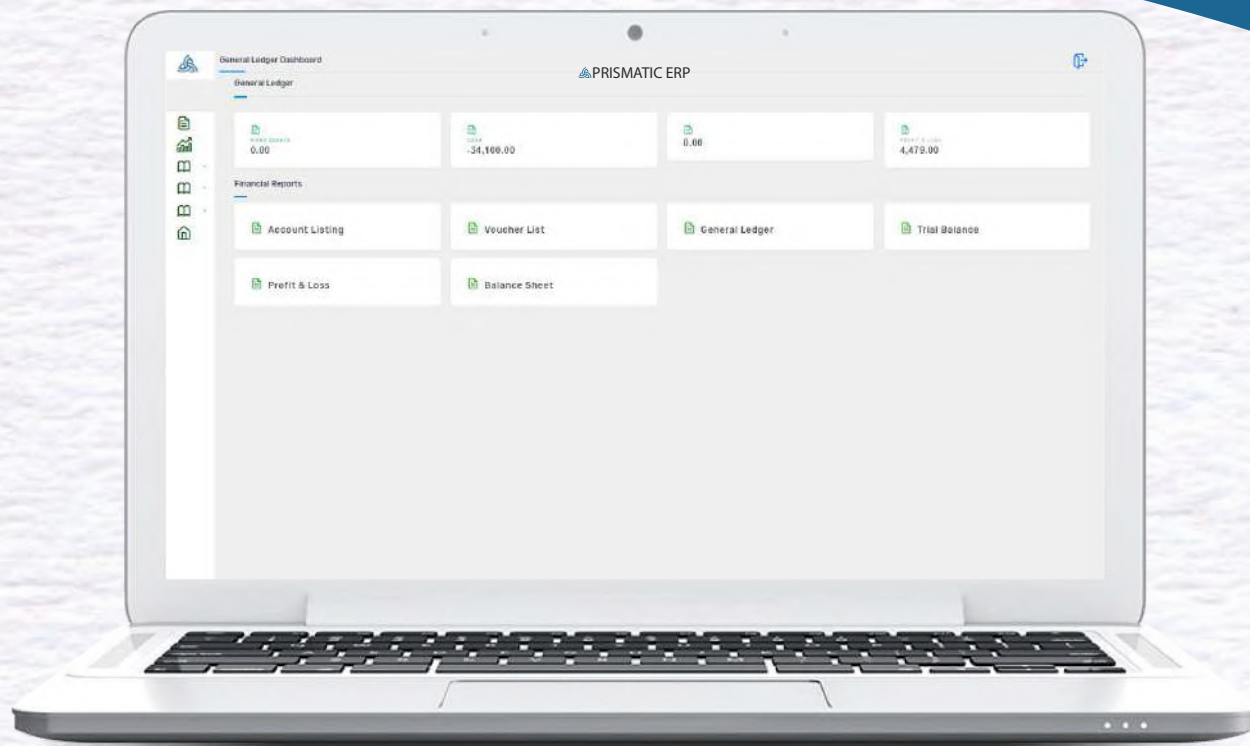 General Ledger Dashboard
PRISMATIC ERP
General Ledger
0.00
-34,100.00
0.00
4,479.00
Financial Reports
Account Listing
Voucher List
General Ledger
Trial Balance
Profit & Loss
Balance Sheet